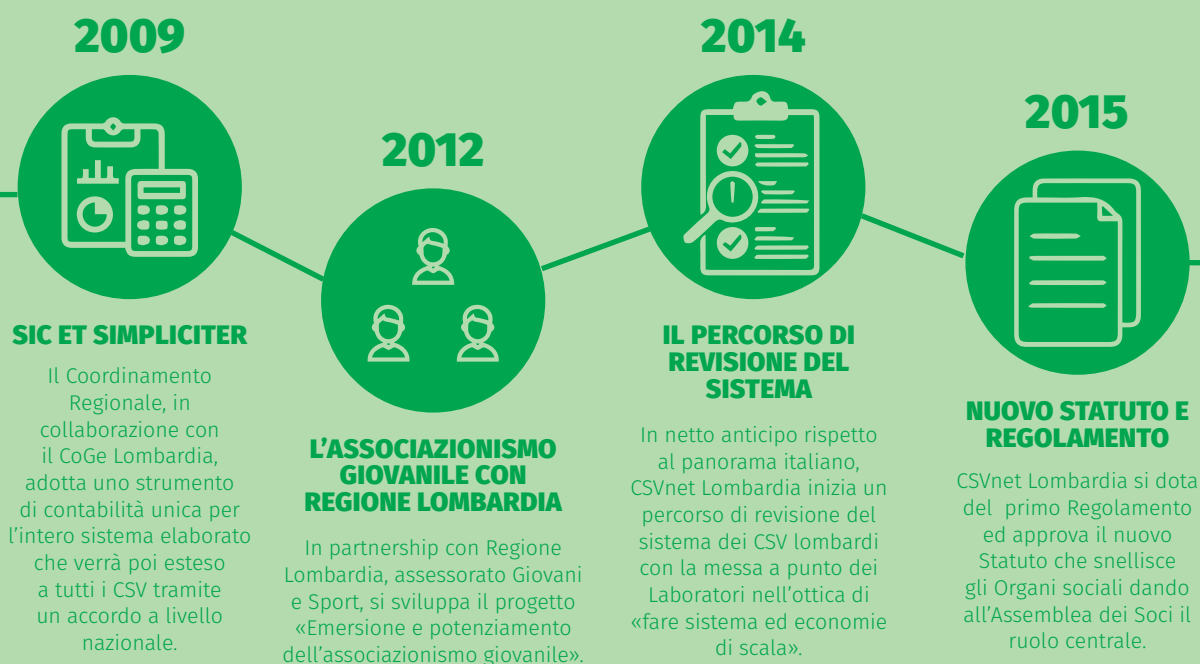 2009
SIC ET SIMPLICITER
Il Coordinamento
Regionale, in
collaborazione con
il CoGe Lombardia,
adotta uno strumento
di contabilità unica per
l'intero sistema elaborato
che verrà poi esteso
a tutti i CSV tramite
un accordo a livello
nazionale.
2012
L'ASSOCIAZIONISMO
GIOVANILE CON
REGIONE LOMBARDIA
In partnership con Regione
Lombardia, assessorato Giovani
e Sport, si sviluppa il progetto
«Emersione e potenziamento
dell'associazionismo giovanile».
2014
IL PERCORSO DI
REVISIONE DEL
SISTEMA
In netto anticipo rispetto
al panorama italiano,
CSVnet Lombardia inizia un
percorso di revisione del
sistema dei CSV lombardi
con la messa a punto dei
Laboratori nell'ottica di
«fare sistema ed economie
di scala».
2015
NUOVO STATUTO E
REGOLAMENTO
CSVnet Lombardia si dota
del primo Regolamento
ed approva il nuovo
Statuto che snellisce
gli Organi sociali dando
all'Assemblea dei Soci il
ruolo centrale.